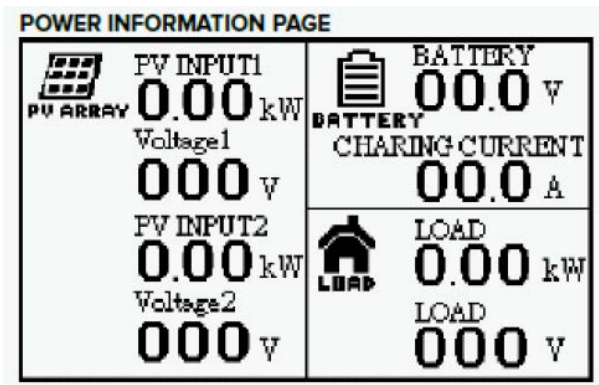 POWER INFORMATION PAGE
PV ARRAY
PV INPUT1
0.00 kW
Voltage1
000 V
PV INPUT2
0.00 kW
Voltage2
000 V
BATTERY
BATTERY
00.0 V
CHARING CURRENT
00.0 A
LOAD
LOAD
0.00 kW
LOAD
000 V